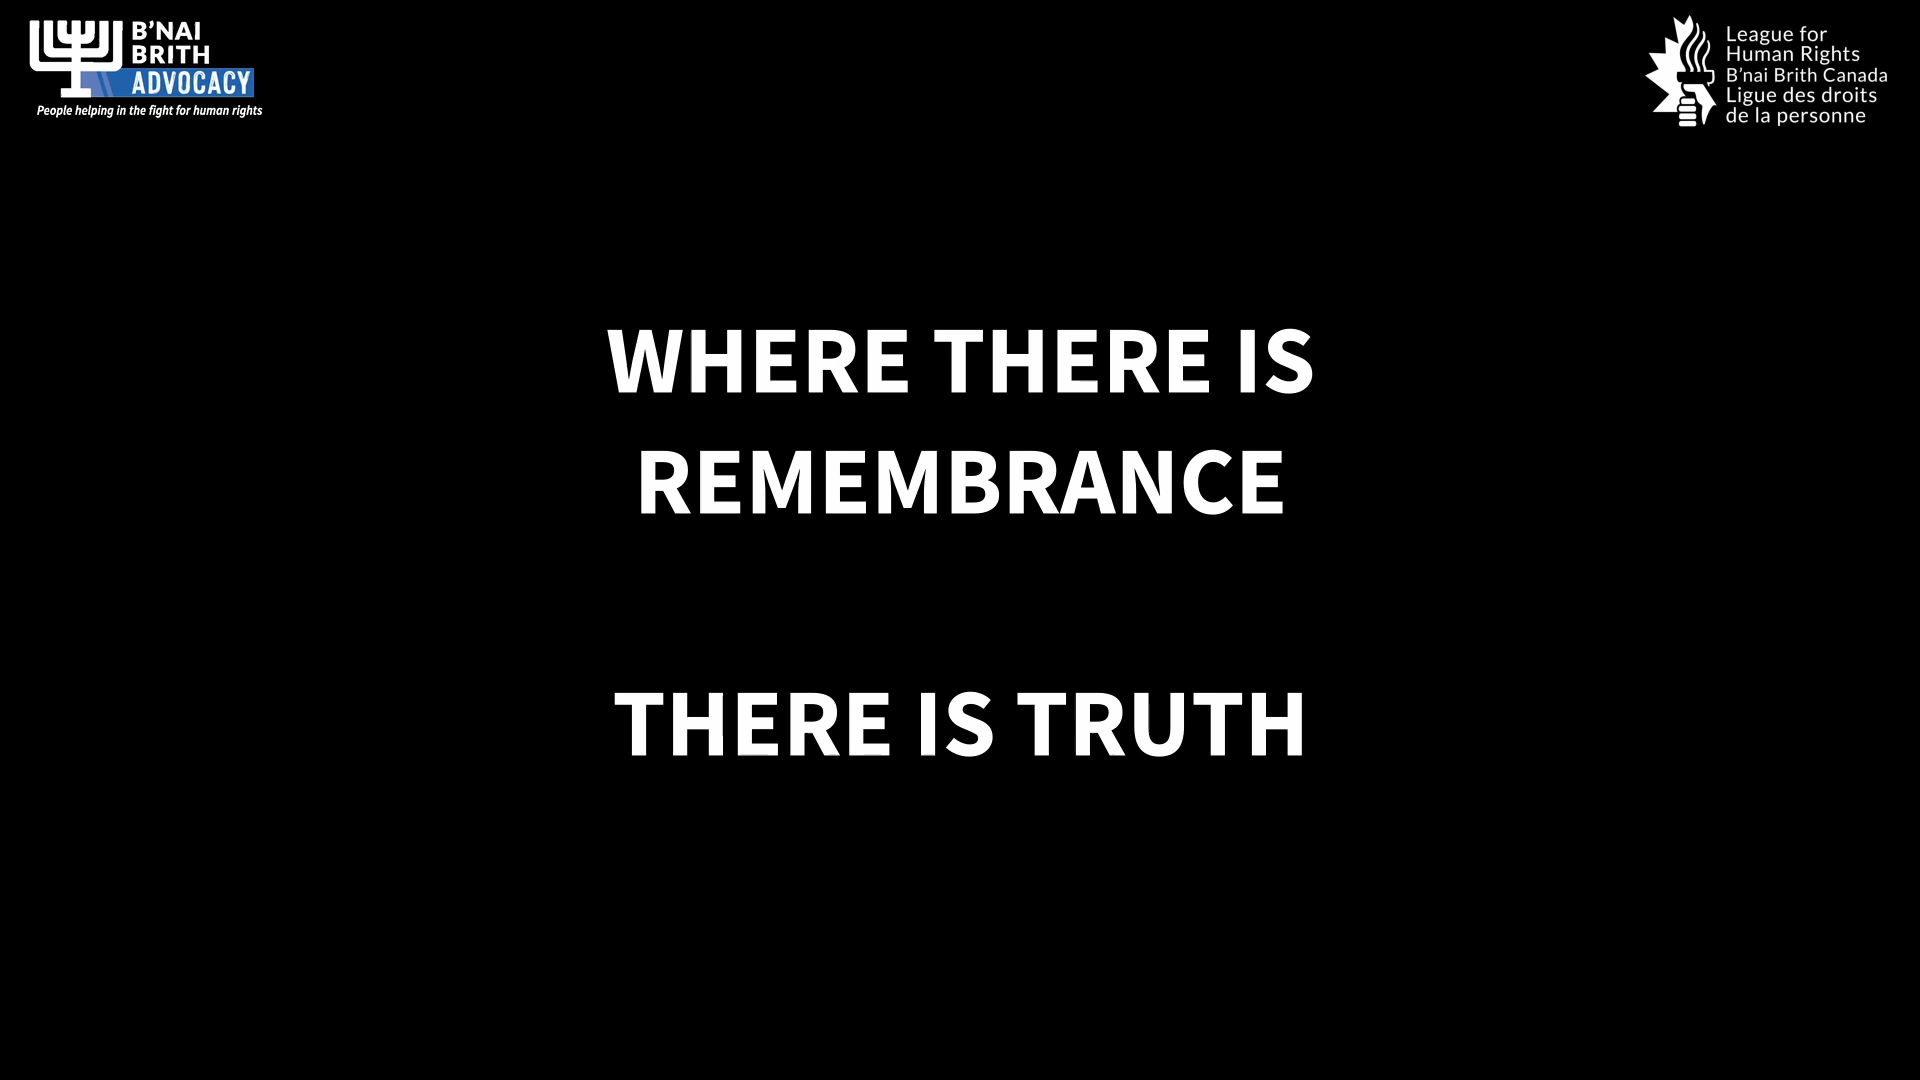 B’NAI
BRITH
ADVOCACY
People helping in the fight for human rights
League for
Human Rights
B’nai Brith Canada
Ligue des droits
de la personne
WHERE THERE IS
REMEMBRANCE
THERE IS TRUTH